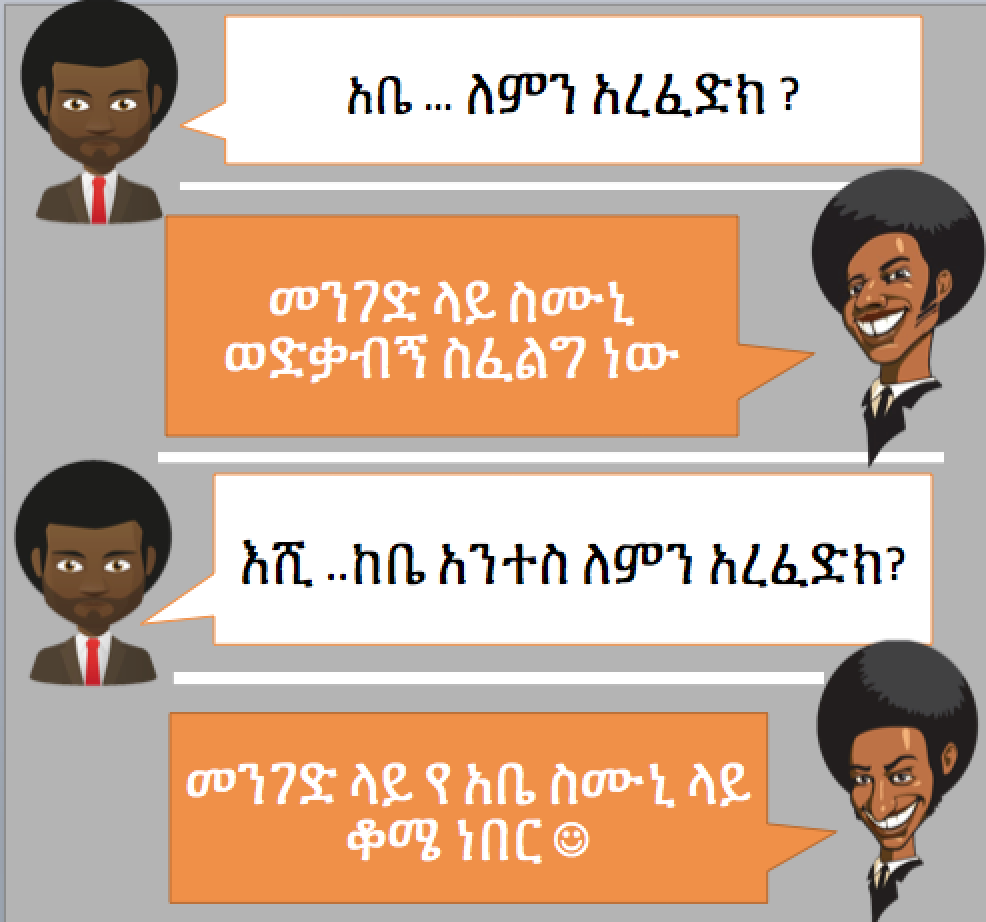 አቤ ... ለምን አረፈድክ ?
መንገድ ላይ ስሙኒ
ወድቃብኝ ስፈልግ ነው
እሺ ..ከቤ አንተስ ለምን አረፈድክ?
መንገድ ላይ የ አቤ ስሙኒ ላይ
ቆሜ ነበር ☺